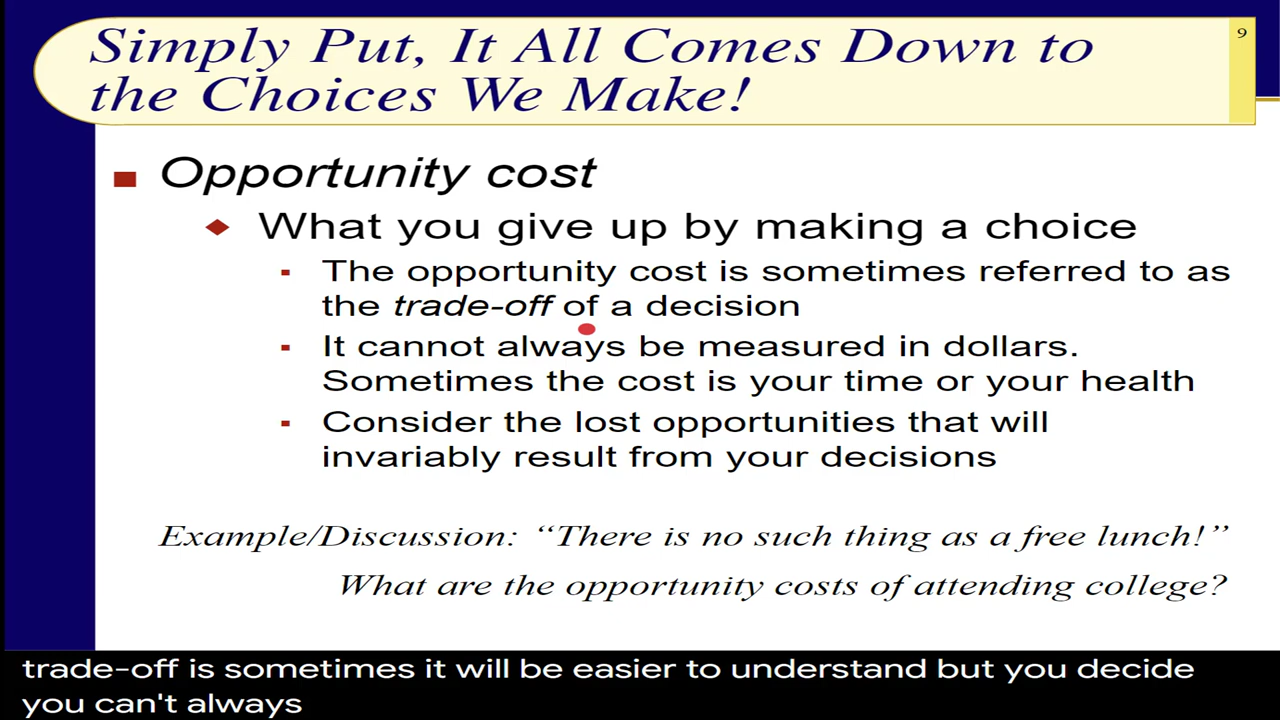 Simply Put, It All Comes Down to
the Choices We Make!
9
Opportunity cost
What you give up by making a choice
The opportunity cost is sometimes referred to as
the trade-off of a decision
It cannot always be measured in dollars.
Sometimes the cost is your time or your health
Consider the lost opportunities that will
invariably result from your decisions
Example/Discussion: “There is no such thing as a free lunch!”
What are the opportunity costs of attending college?
trade-off is sometimes it will be easier to understand but you decide
you can't always